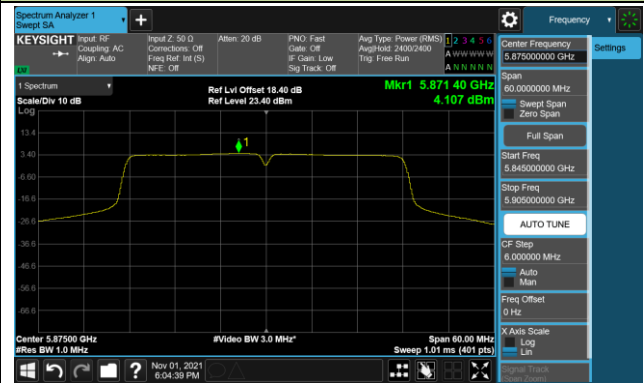 Spectrum Analyzer 1
Swept SA
Frequency
KEYSIGHT
Input: RF
Coupling: AC
Align: Auto
Input Z: 50 Ω
Corrections: Off
Freq Ref: Int (S)
NFE: Off
Atten: 20 dB
PNO: Fast
Gate: Off
IF Gain: Low
Sig Track: Off
Avg Type: Power (RMS)
Avg|Hold: 2400/2400
Trig: Free Run
1 2 3 4 5 6
A W W W W W
A N N N N N
LXI
1 Spectrum
Scale/Div 10 dB
Log
Ref Lvl Offset 18.40 dB
Ref Level 23.40 dBm
Mkr1 5.871 40 GHz
4.107 dBm
1
13.4
3.40
-6.60
-16.6
-26.6
-36.6
-46.6
-56.6
-66.6
Center 5.87500 GHz
#Res BW 1.0 MHz
#Video BW 3.0 MHz*
Span 60.00 MHz
Sweep 1.01 ms (401 pts)
Nov 01, 2021
6:04:39 PM
Center Frequency
5.875000000 GHz
Settings
Span
60.0000000 MHz
Swept Span
Zero Span
Full Span
Start Freq
5.845000000 GHz
Stop Freq
5.905000000 GHz
AUTO TUNE
CF Step
6.000000 MHz
Auto
Man
Freq Offset
0 Hz
X Axis Scale
Log
Lin
Signal Track
(Span Zoom)